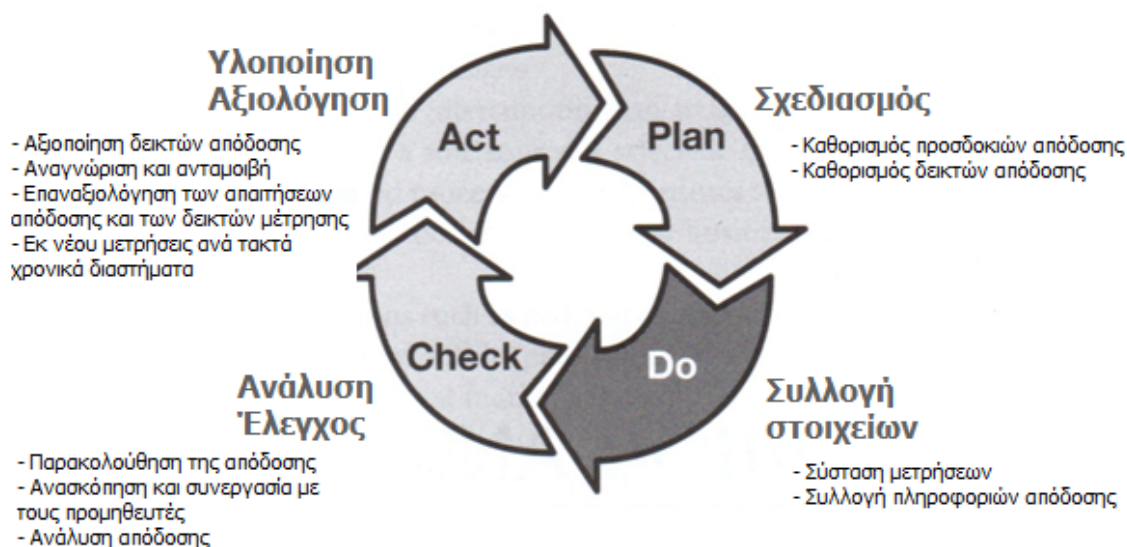 Υλοποίηση
Αξιολόγηση
- Αξιοποίηση δεικτών απόδοσης
- Αναγνώριση και ανταμοιβή
- Επαναξιολόγηση των απαιτήσεων
απόδοσης και των δεικτών μέτρησης
- Εκ νέου μετρήσεις ανά τακτά
χρονικά διαστήματα
Act
Plan
Σχεδιασμός
- Καθορισμός προσδοκιών απόδοσης
- Καθορισμός δεικτών απόδοσης
Check
Do
Ανάλυση
Έλεγχος
- Παρακολούθηση της απόδοσης
- Ανασκόπηση και συνεργασία με
τους προμηθευτές
- Ανάλυση απόδοσης
Συλλογή
στοιχείων
- Σύσταση μετρήσεων
- Συλλογή πληροφοριών απόδοσης